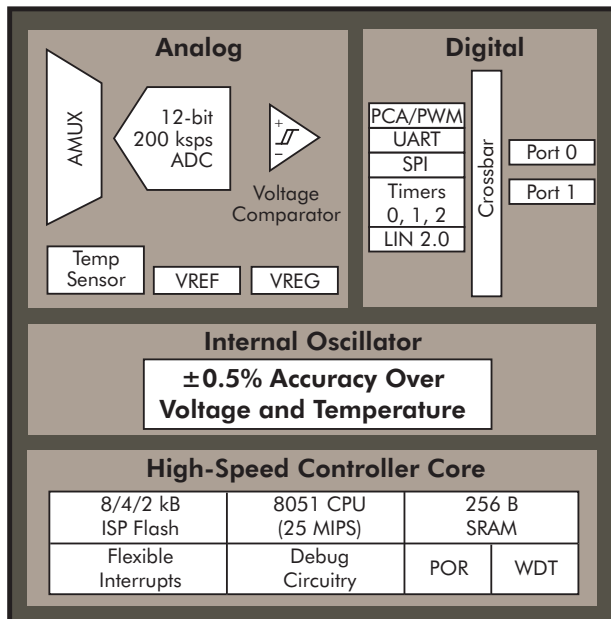 Analog
AMUX
12-bit
200 ksps
ADC
+
−
Voltage
Comparator
Temp
Sensor
VREF
VREG
Digital
PCA/PWM
UART
SPI
Timers
0, 1, 2
LIN 2.0
Crossbar
Port 0
Port 1
Internal Oscillator
±0.5% Accuracy Over
Voltage and Temperature
High-Speed Controller Core
8/4/2 kB
ISP Flash
8051 CPU
(25 MIPS)
256 B
SRAM
Flexible
Interrupts
Debug
Circuitry
POR
WDT